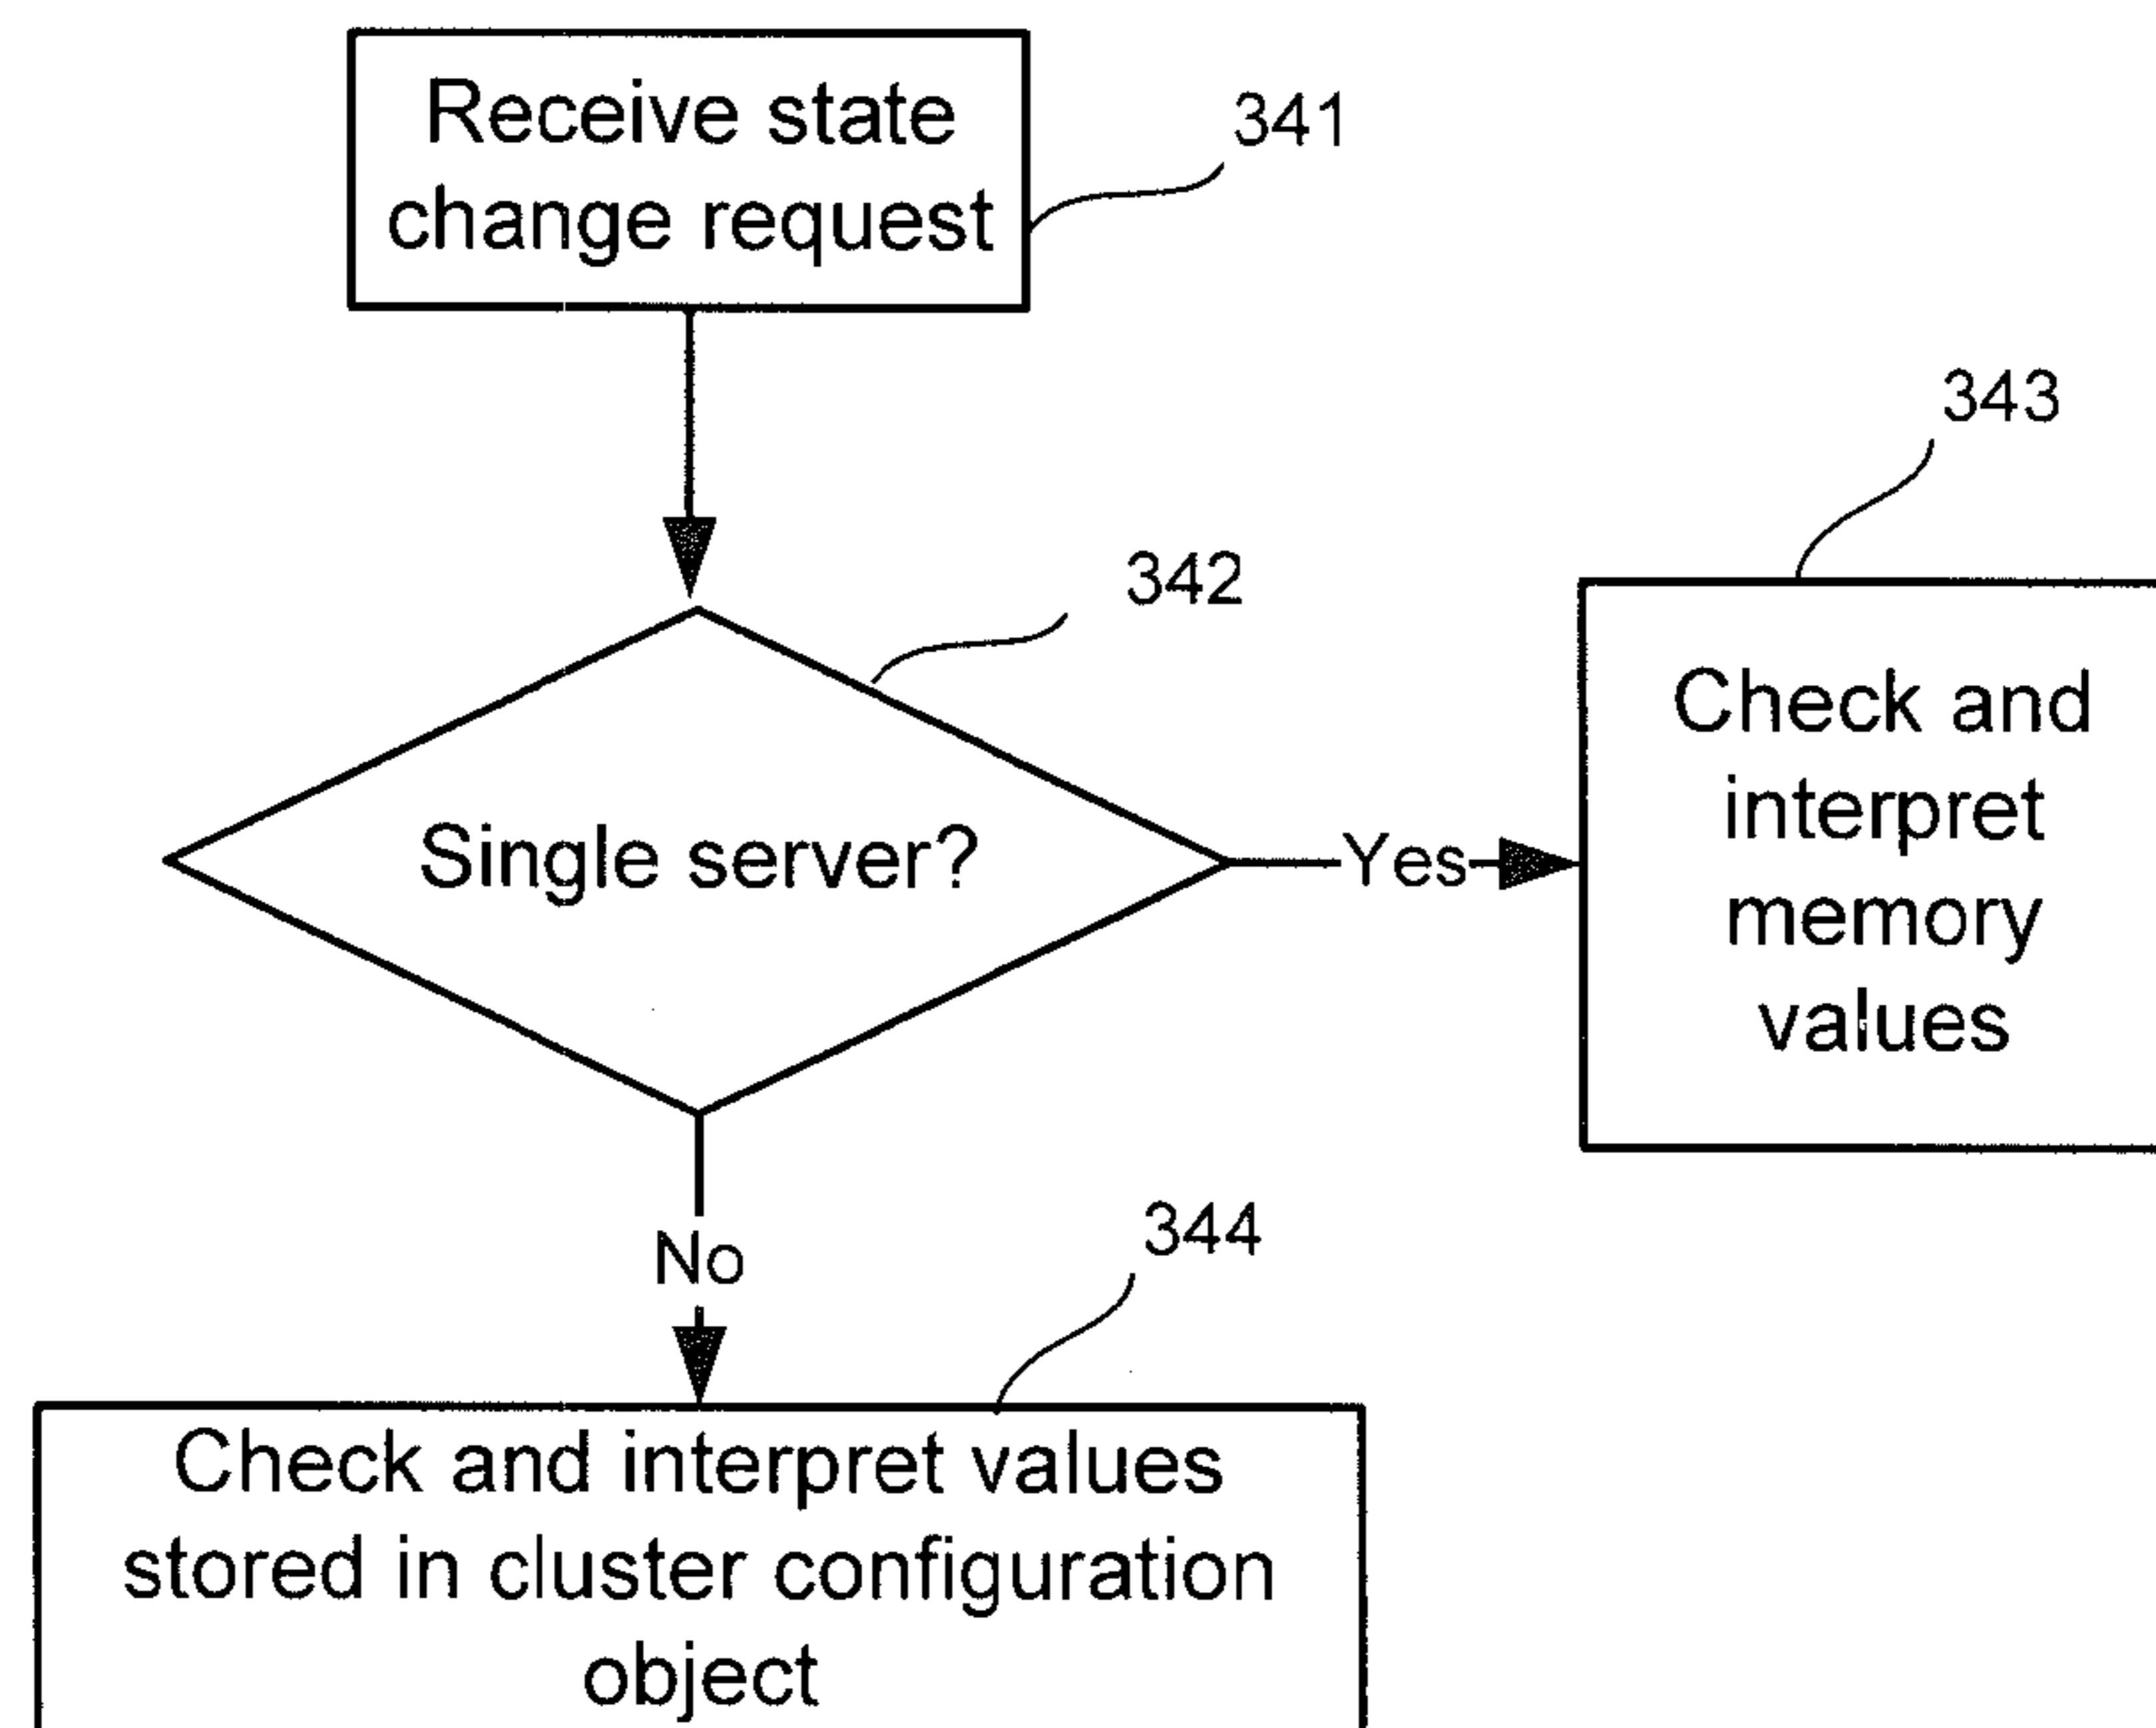 Receive state
change request
341
342
Single server?
Yes
343
Check and
interpret
memory
values
No
344
Check and interpret values
stored in cluster configuration
object